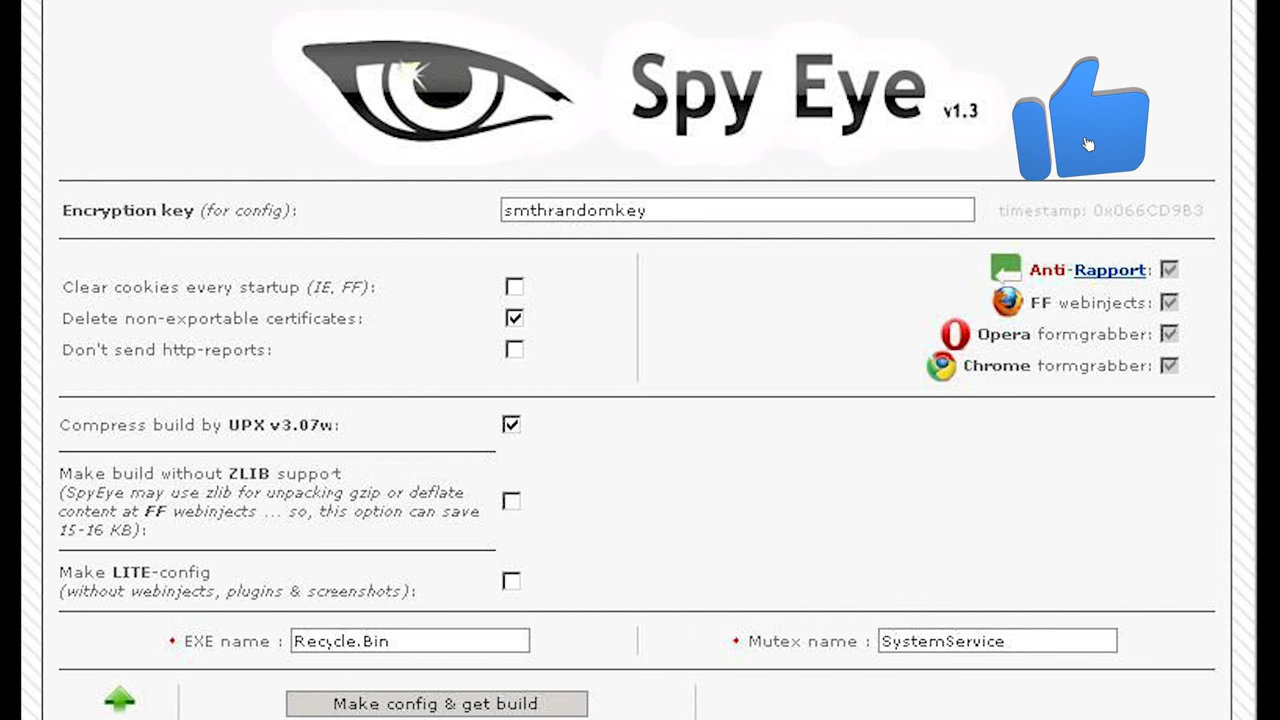 Spy Eye v1.3
Encryption key (for config): smthrandomkey timestamp: 0x066CD9B3
Anti-Rapport:
Clear cookies every startup (IE, FF):
FF webinjects:
Delete non-exportable certificates:
Opera formgrabber:
Don't send http-reports:
Chrome formgrabber:
Compress build by UPX v3.07w:
Make build without ZLIB support
(SpyEye may use zlib for unpacking gzip or deflate
content at FF webinjects ... so, this option can save
15-16 KB):
Make LITE-config
(without webinjects, plugins & screenshots):
EXE name : Recycle.Bin Mutex name : SystemService
Make config & get build